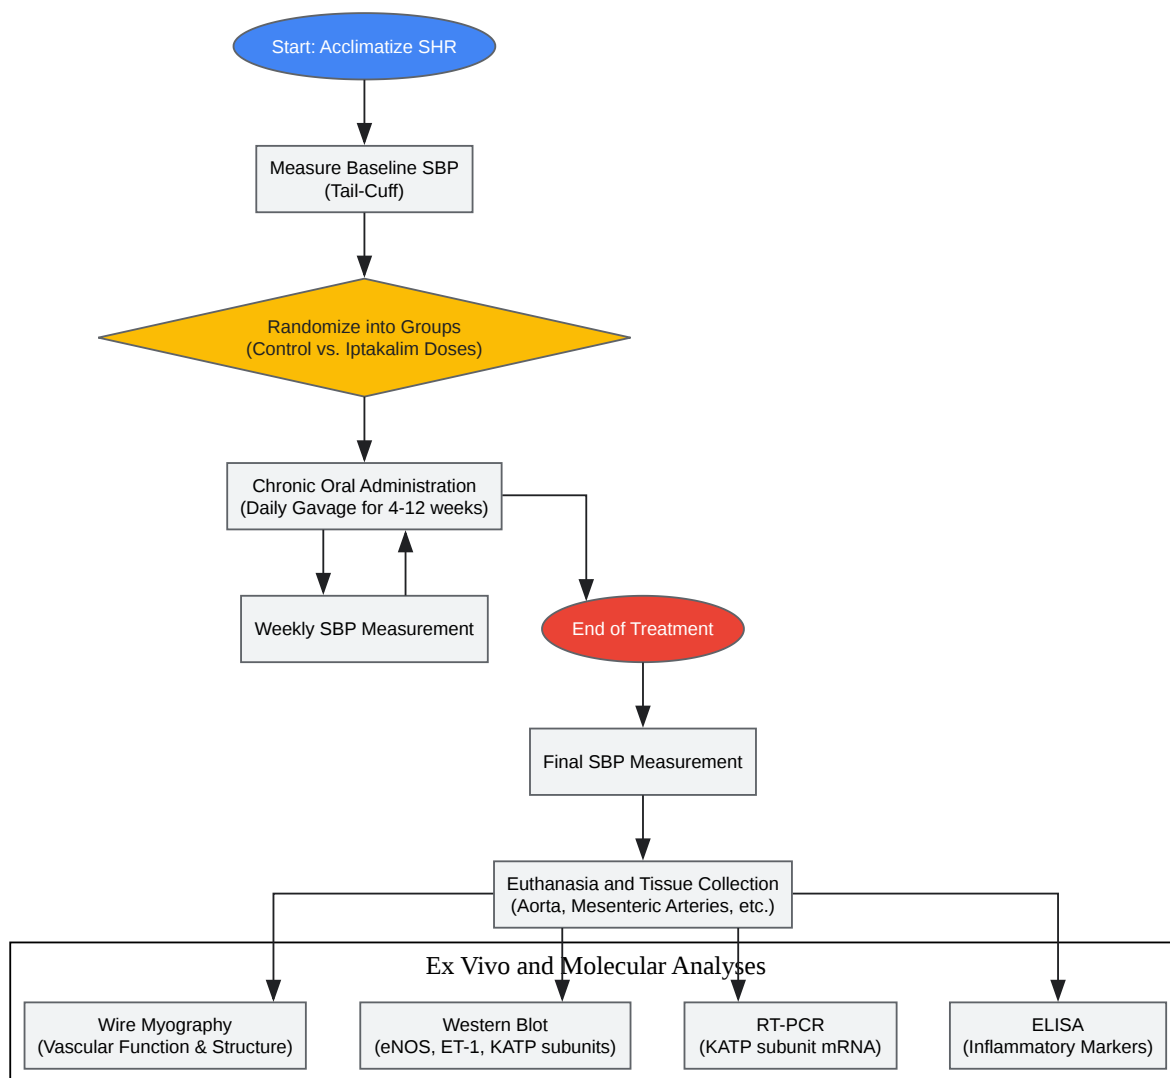 Start: Acclimatize SHR
Measure Baseline SBP
(Tail-Cuff)
Randomize into Groups
(Control vs. Iptakalim Doses)
Chronic Oral Administration
(Daily Gavage for 4-12 weeks)
Weekly SBP Measurement
End of Treatment
Final SBP Measurement
Euthanasia and Tissue Collection
(Aorta, Mesenteric Arteries, etc.)
Ex Vivo and Molecular Analyses
Wire Myography
(Vascular Function & Structure)
Western Blot
(eNOS, ET-1, KATP subunits)
RT-PCR
(KATP subunit mRNA)
ELISA
(Inflammatory Markers)